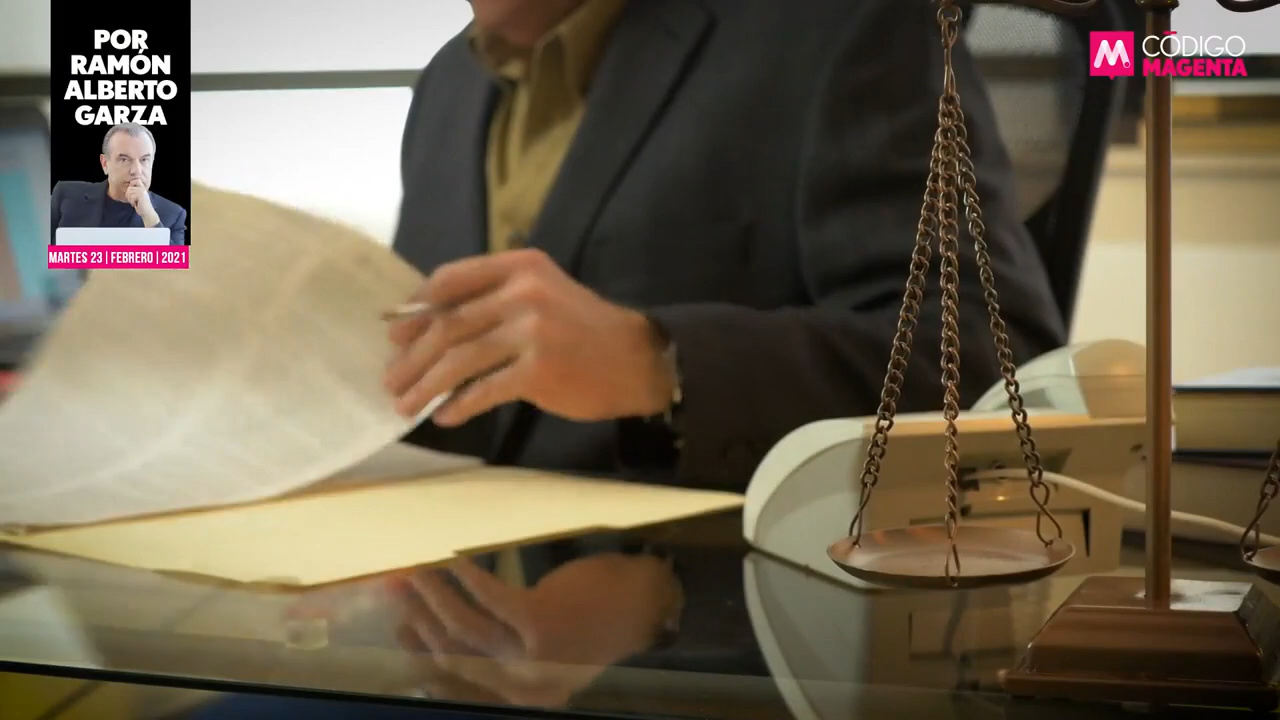 POR
RAMÓN
ALBERTO
GARZA
MARTES 23 | FEBRERO | 2021
M CÓDIGO
MAGENTA